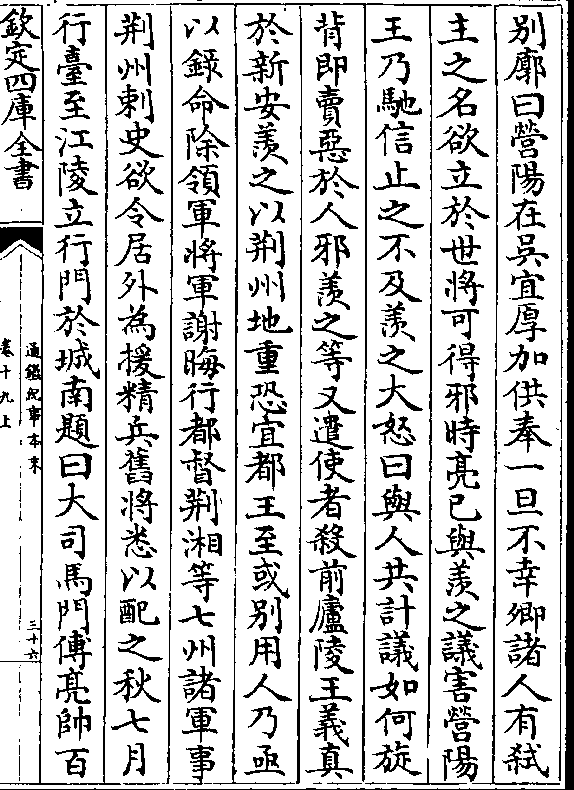 別廓曰營陽在吳宜厚加供奉一旦不幸卿諸人有弑
主之名欲立於世將可得邪時亮已與羨之議害營陽
王乃馳信止之不及羨之大怒曰與人共計議如何旋
背即賣惡於人邪羨之等又遣使者殺前廬陵王義真
於新安羨之以荆州地重恐宜都王至或别用人乃亟
以錄命除領軍將軍謝晦行都督荆湘等七州諸軍事
荆州刺史欲令居外為援精兵舊將悉以配之秋七月
行臺至江陵立行門於城南題曰大司馬門傅亮帥百
欽定四庫全書
通鑑紀事本末
卷十九上
三十六